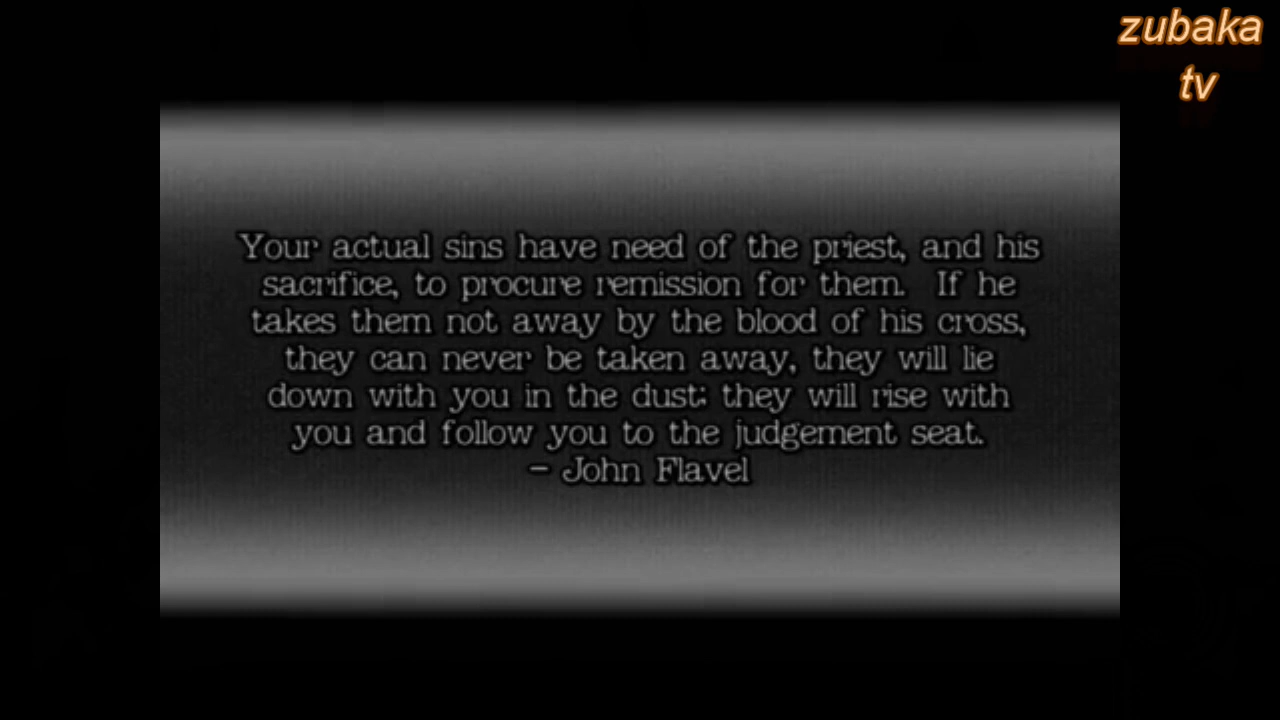 zubaka
tv
Your actual sins have need of the priest, and his
sacrifice, to procure remission for them. If he
takes them not away by the blood of his cross,
they can never be taken away, they will lie
down with you in the dust; they will rise with
you and follow you to the judgement seat.
- John Flavel